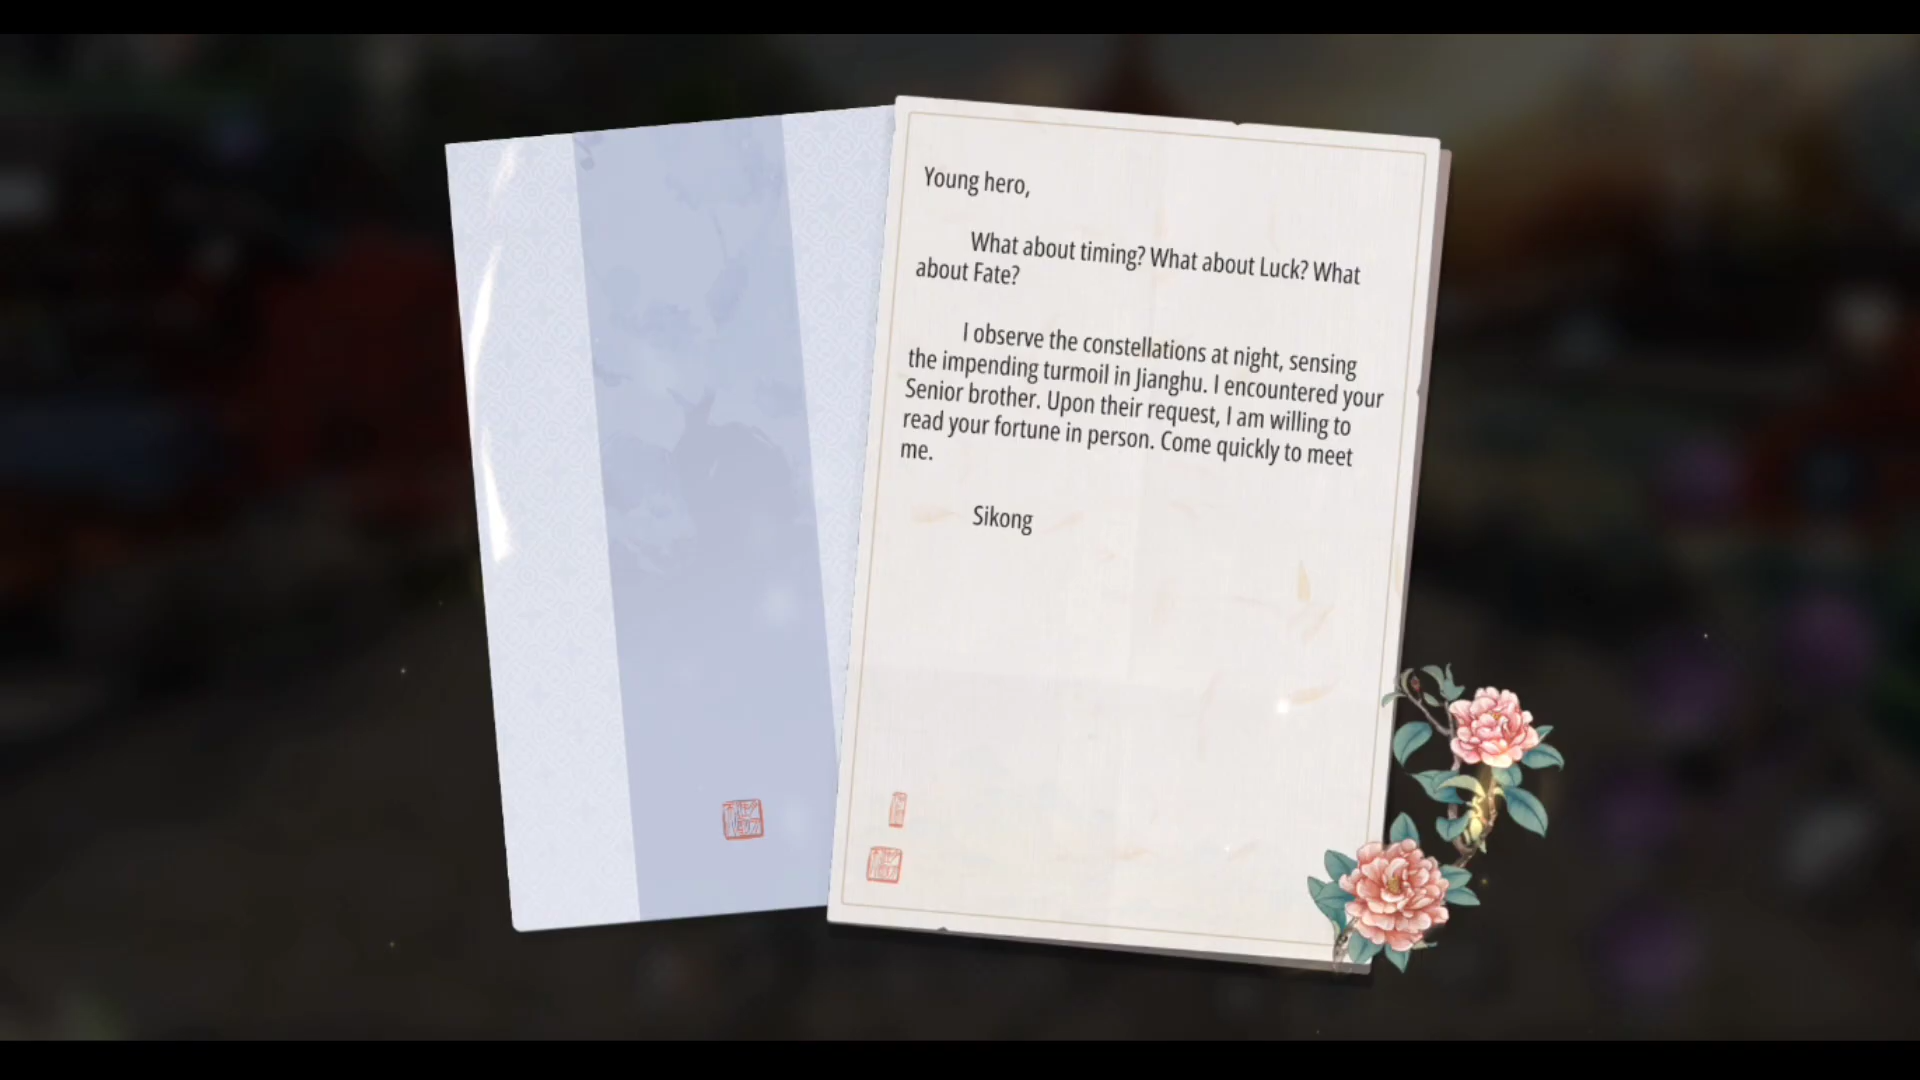 Young hero,
What about timing? What about Luck? What
about Fate?
I observe the constellations at night, sensing
the impending turmoil in Jianghu. I encountered your
Senior brother. Upon their request, I am willing to
read your fortune in person. Come quickly to meet
me.
Sikong